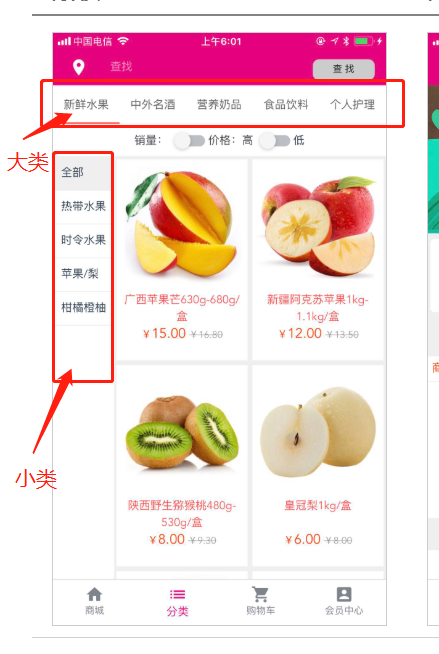 中国电信 上午6:01
查找 查找
新鲜水果 中外名酒 营养奶品 食品饮料 个人护理
大类
销量： 价格：高 低
全部
热带水果
时令水果
苹果/梨
柑橘橙柚
小类
广西苹果芒630g-680g/
盒
￥15.00 ￥16.80
新疆阿克苏苹果1kg-
1.1kg/盒
￥12.00 ￥13.50
陕西野生猕猴桃480g-
530g/盒
￥8.00 ￥9.30
皇冠梨1kg/盒
￥6.00 ￥8.00
商城 分类 购物车 会员中心